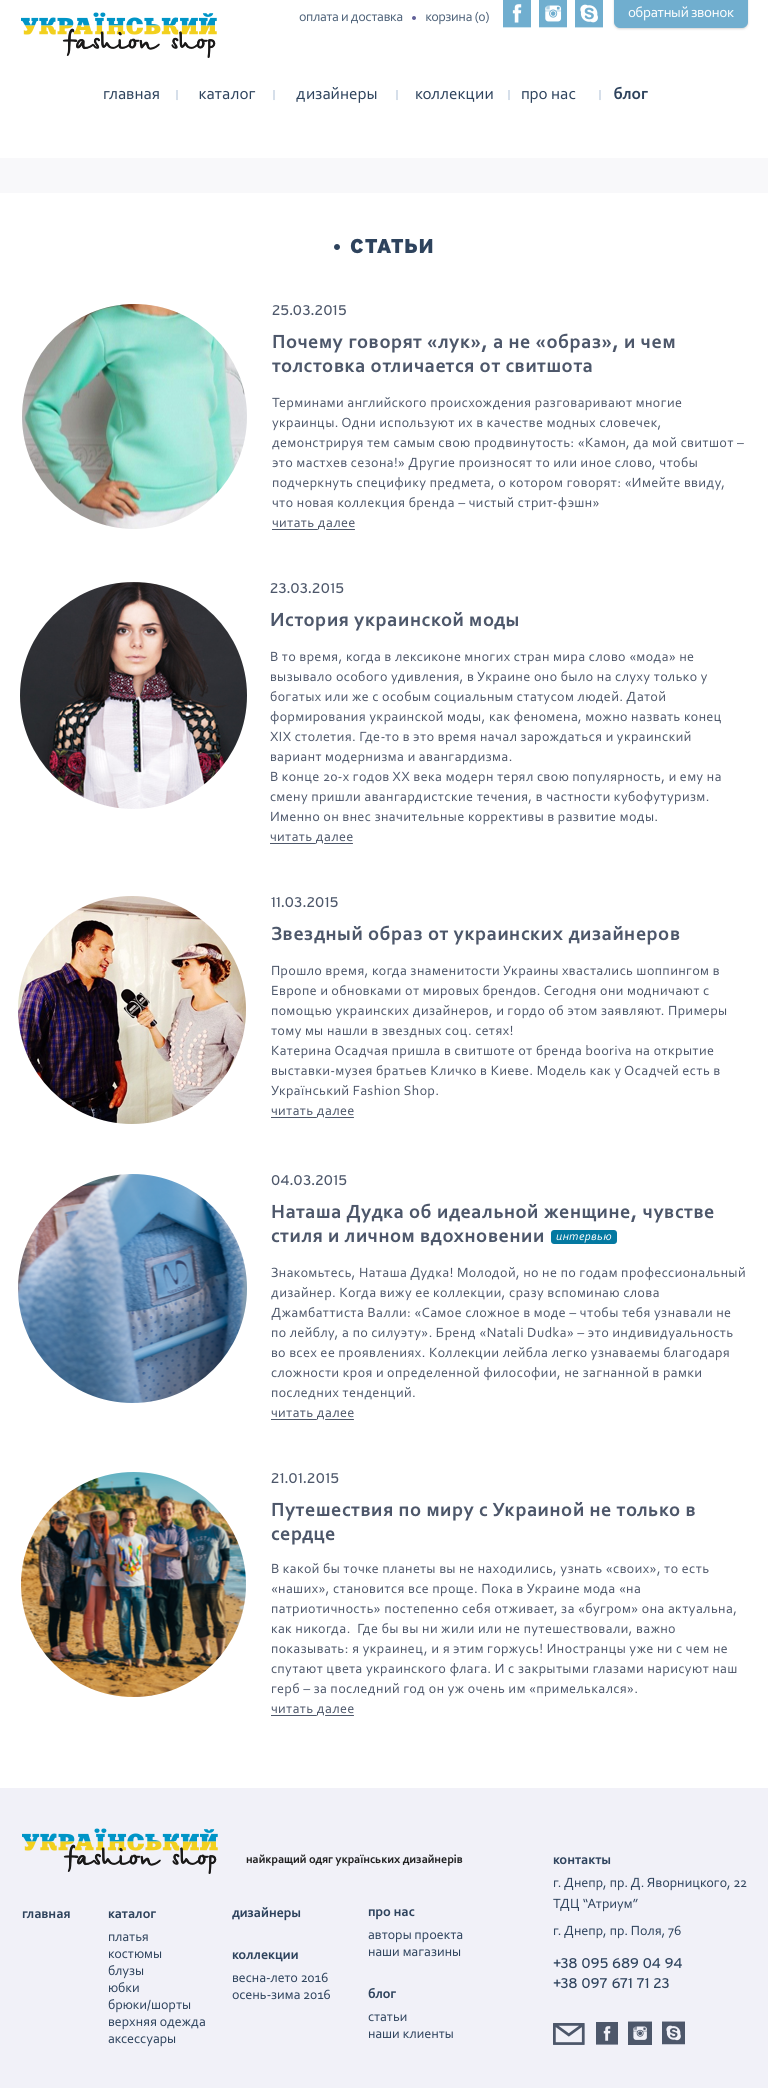 УКРАЇНСЬКИЙ
fashion shop
оплата и доставка • корзина (0)
обратный звонок
главная | каталог | дизайнеры | коллекции | про нас | блог
• СТАТЬИ
25.03.2015
Почему говорят «лук», а не «образ», и чем
толстовка отличается от свитшота
Терминами английского происхождения разговаривают многие
украинцы. Одни используют их в качестве модных словечек,
демонстрируя тем самым свою продвинутость: «Камон, да мой свитшот –
это мастхев сезона!» Другие произносят то или иное слово, чтобы
подчеркнуть специфику предмета, о котором говорят: «Имейте ввиду,
что новая коллекция бренда – чистый стрит-фэшн»
читать далее
23.03.2015
История украинской моды
В то время, когда в лексиконе многих стран мира слово «мода» не
вызывало особого удивления, в Украине оно было на слуху только у
богатых или же с особым социальным статусом людей. Датой
формирования украинской моды, как феномена, можно назвать конец
XIX столетия. Где-то в это время начал зарождаться и украинский
вариант модернизма и авангардизма.
В конце 20-х годов XX века модерн терял свою популярность, и ему на
смену пришли авангардистские течения, в частности кубофутуризм.
Именно он внес значительные коррективы в развитие моды.
читать далее
11.03.2015
Звездный образ от украинских дизайнеров
Прошло время, когда знаменитости Украины хвастались шоппингом в
Европе и обновками от мировых брендов. Сегодня они модничают с
помощью украинских дизайнеров, и гордо об этом заявляют. Примеры
тому мы нашли в звездных соц. сетях!
Катерина Осадчая пришла в свитшоте от бренда booriva на открытие
выставки-музея братьев Кличко в Киеве. Модель как у Осадчей есть в
Український Fashion Shop.
читать далее
04.03.2015
Наташа Дудка об идеальной женщине, чувстве
стиля и личном вдохновении интервью
Знакомьтесь, Наташа Дудка! Молодой, но не по годам профессиональный
дизайнер. Когда вижу ее коллекции, сразу вспоминаю слова
Джамбаттиста Валли: «Самое сложное в моде – чтобы тебя узнавали не
по лейблу, а по силуэту». Бренд «Natali Dudka» – это индивидуальность
во всех ее проявлениях. Коллекции лейбла легко узнаваемы благодаря
сложности кроя и определенной философии, не загнанной в рамки
последних тенденций.
читать далее
21.01.2015
Путешествия по миру с Украиной не только в
сердце
В какой бы точке планеты вы не находились, узнать «своих», то есть
«наших», становится все проще. Пока в Украине мода «на
патриотичность» постепенно себя отживает, за «бугром» она актуальна,
как никогда. Где бы вы ни жили или не путешествовали, важно
показывать: я украинец, и я этим горжусь! Иностранцы уже ни с чем не
спутают цвета украинского флага. И с закрытыми глазами нарисуют наш
герб – за последний год он уж очень им «примелькался».
читать далее
УКРАЇНСЬКИЙ
fashion shop
найкращий одяг українських дизайнерів
главная
каталог
платья
костюмы
блузы
юбки
брюки/шорты
верхняя одежда
аксессуары
дизайнеры
коллекции
весна-лето 2016
осень-зима 2016
про нас
авторы проекта
наши магазины
блог
статьи
наши клиенты
контакты
г. Днепр, пр. Д. Яворницкого, 22
ТДЦ “Атриум”
г. Днепр, пр. Поля, 76
+38 095 689 04 94
+38 097 671 71 23